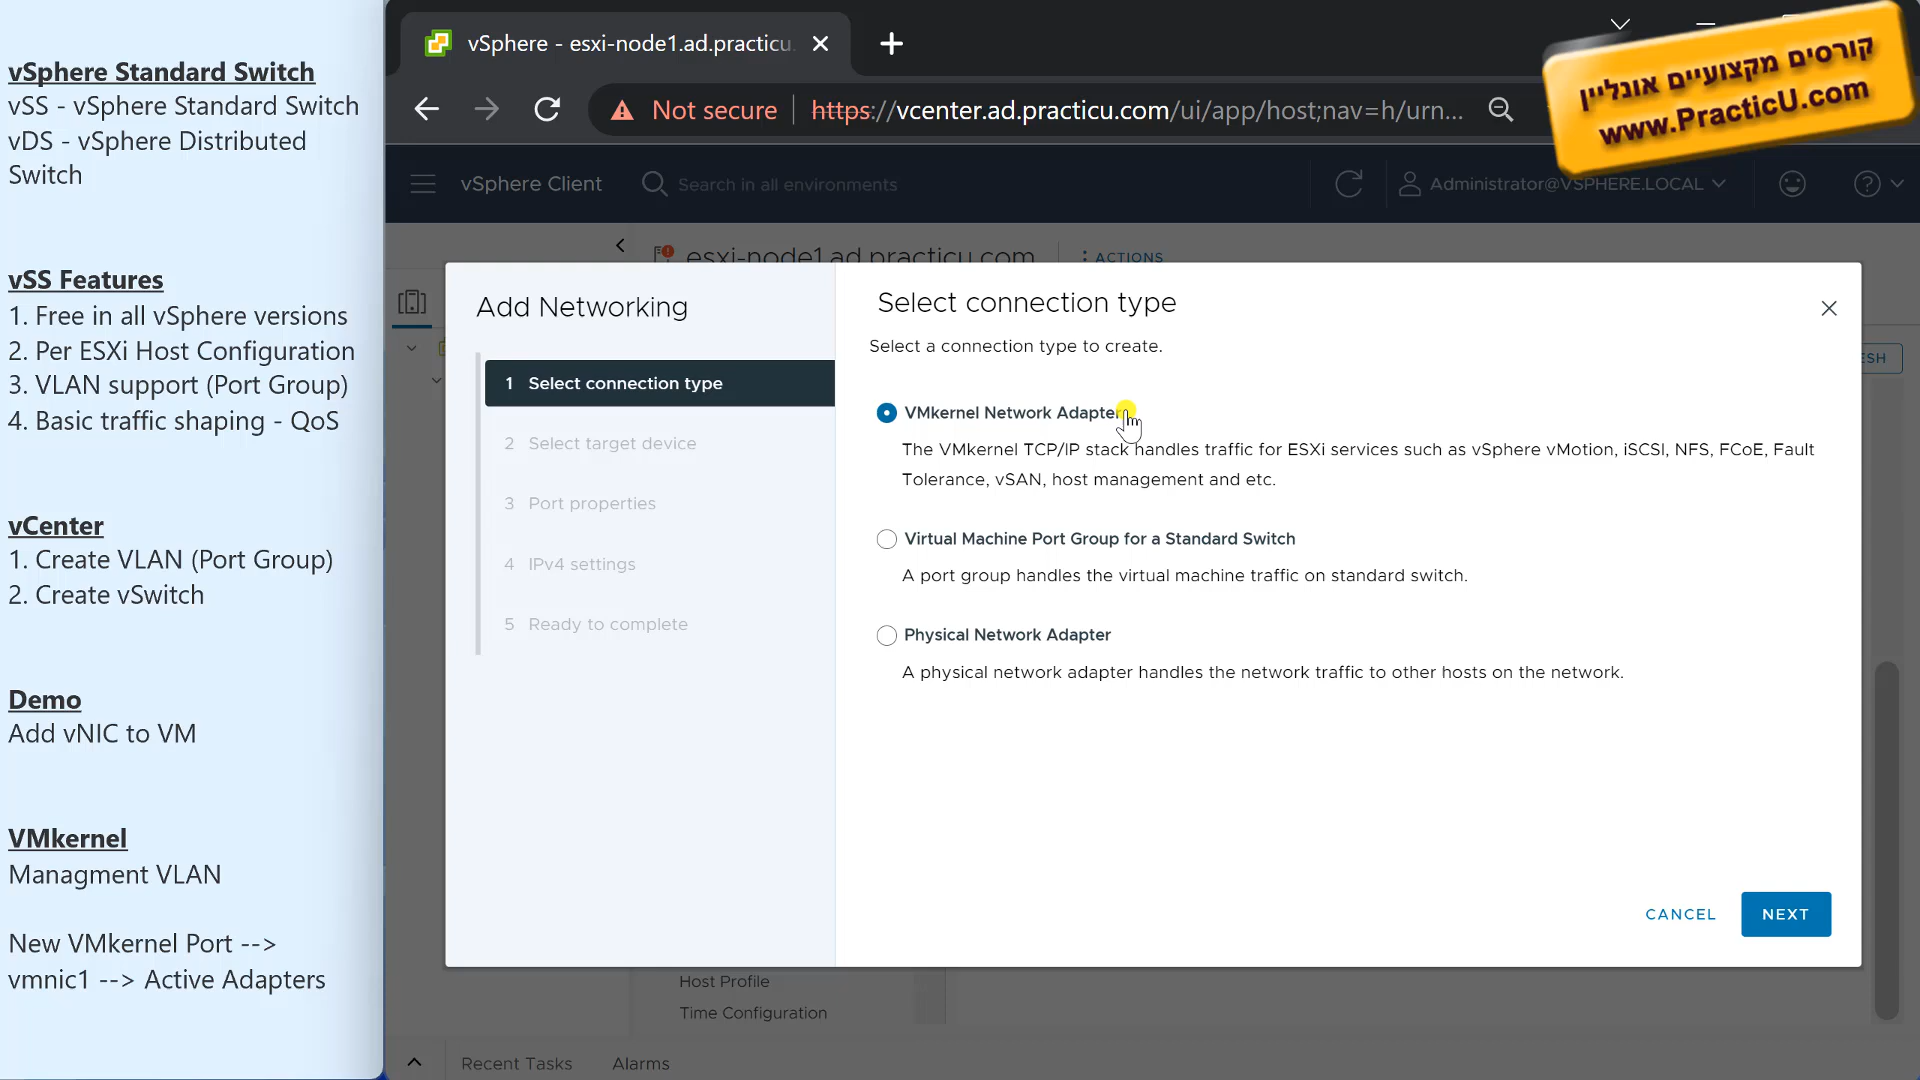 vSphere Standard Switch
vSS - vSphere Standard Switch
vDS - vSphere Distributed
Switch
vSS Features
1. Free in all vSphere versions
2. Per ESXi Host Configuration
3. VLAN support (Port Group)
4. Basic traffic shaping - QoS
vCenter
1. Create VLAN (Port Group)
2. Create vSwitch
Demo
Add vNIC to VM
VMkernel
Managment VLAN
New VMkernel Port -->
vmnic1 --> Active Adapters
vSphere - esxi-node1.ad.practicu.
Not secure
https://vcenter.ad.practicu.com/ui/app/host;nav=h/urn...
קורסים מקצועיים אונליין
www.PracticU.com
vSphere Client
Search in all environments
Administrator@VSPHERE.LOCAL
esxi-node1.ad.practicu.com
ACTIONS
ESH
Add Networking
1 Select connection type
2 Select target device
3 Port properties
4 IPv4 settings
5 Ready to complete
Select connection type
Select a connection type to create.
VMkernel Network Adapter
The VMkernel TCP/IP stack handles traffic for ESXi services such as vSphere vMotion, iSCSI, NFS, FCoE, Fault
Tolerance, vSAN, host management and etc.
Virtual Machine Port Group for a Standard Switch
A port group handles the virtual machine traffic on standard switch.
Physical Network Adapter
A physical network adapter handles the network traffic to other hosts on the network.
CANCEL
NEXT
Host Profile
Time Configuration
Recent Tasks
Alarms